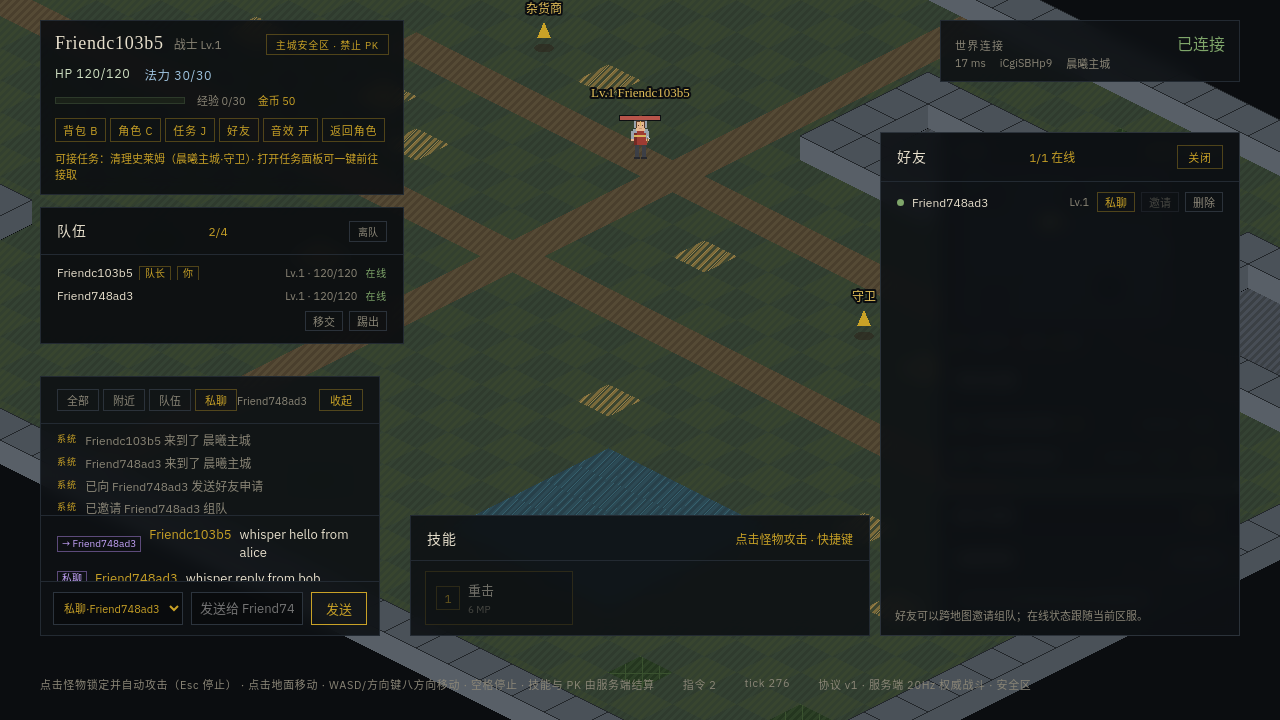 杂货商
Lv.1 Friendc103b5
守卫
Friendc103b5 战士 Lv.1 主城安全区 · 禁止 PK
HP 120/120 法力 30/30
经验 0/30 金币 50
背包 B 角色 C 任务 J 好友 音效 开 返回角色
可接任务：清理史莱姆（晨曦主城·守卫）· 打开任务面板可一键前往
接取
世界连接 已连接
17 ms iCgiSBHp9 晨曦主城
队伍 2/4 离队
Friendc103b5 队长 你 Lv.1 · 120/120 在线
Friend748ad3 Lv.1 · 120/120 在线
移交 踢出
好友 1/1 在线 关闭
Friend748ad3 Lv.1 私聊 邀请 删除
好友可以跨地图邀请组队；在线状态跟随当前区服。
全部 附近 队伍 私聊 Friend748ad3 收起
系统 Friendc103b5 来到了 晨曦主城
系统 Friend748ad3 来到了 晨曦主城
系统 已向 Friend748ad3 发送好友申请
系统 已邀请 Friend748ad3 组队
→ Friend748ad3 Friendc103b5 whisper hello from
alice
私聊 Friend748ad3 whisper reply from bob
私聊·Friend748ad3 发送给 Friend74 发送
技能 点击怪物攻击 · 快捷键
1 重击
6 MP
点击怪物锁定并自动攻击（Esc 停止） · 点击地面移动 · WASD/方向键八方向移动 · 空格停止 · 技能与 PK 由服务端结算 指令 2 tick 276 协议 v1 · 服务端 20Hz 权威战斗 · 安全区